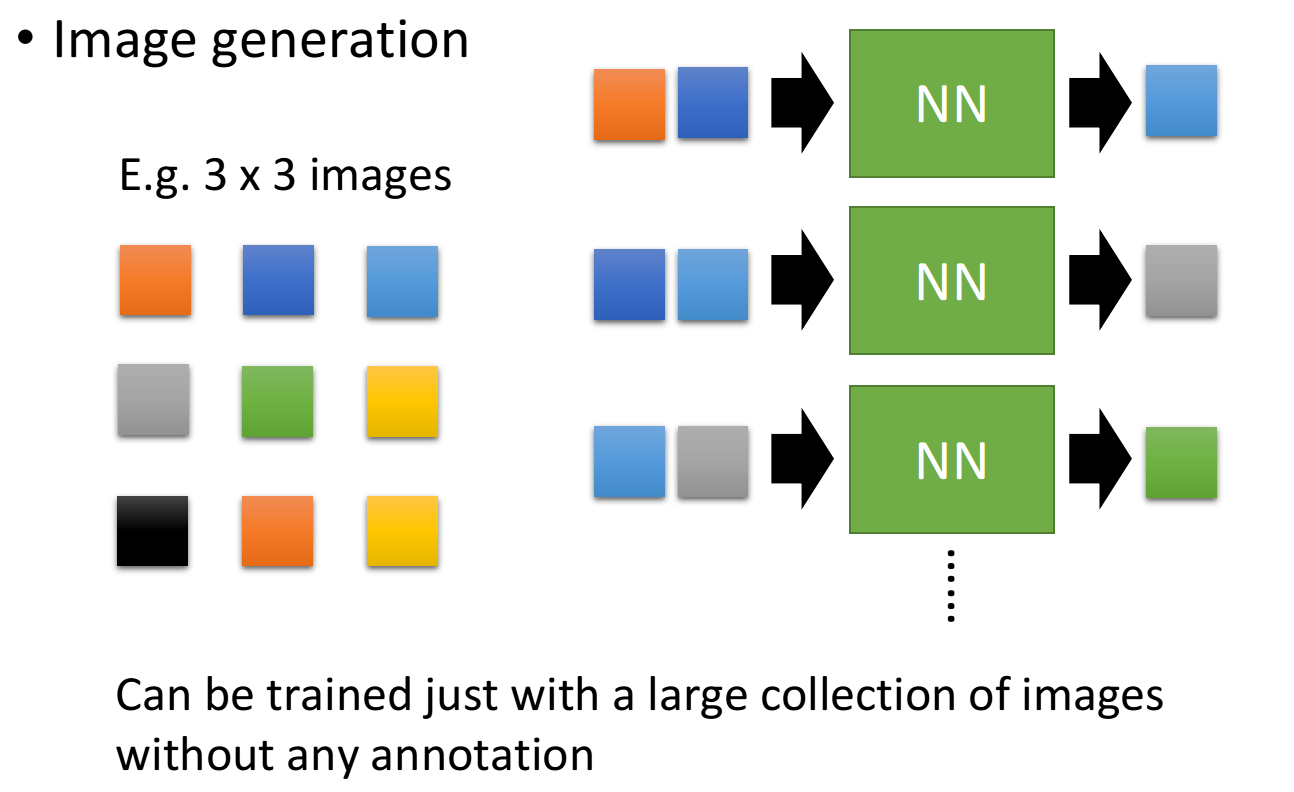 • Image generation
E.g. 3 x 3 images
NN
NN
NN
Can be trained just with a large collection of images
without any annotation